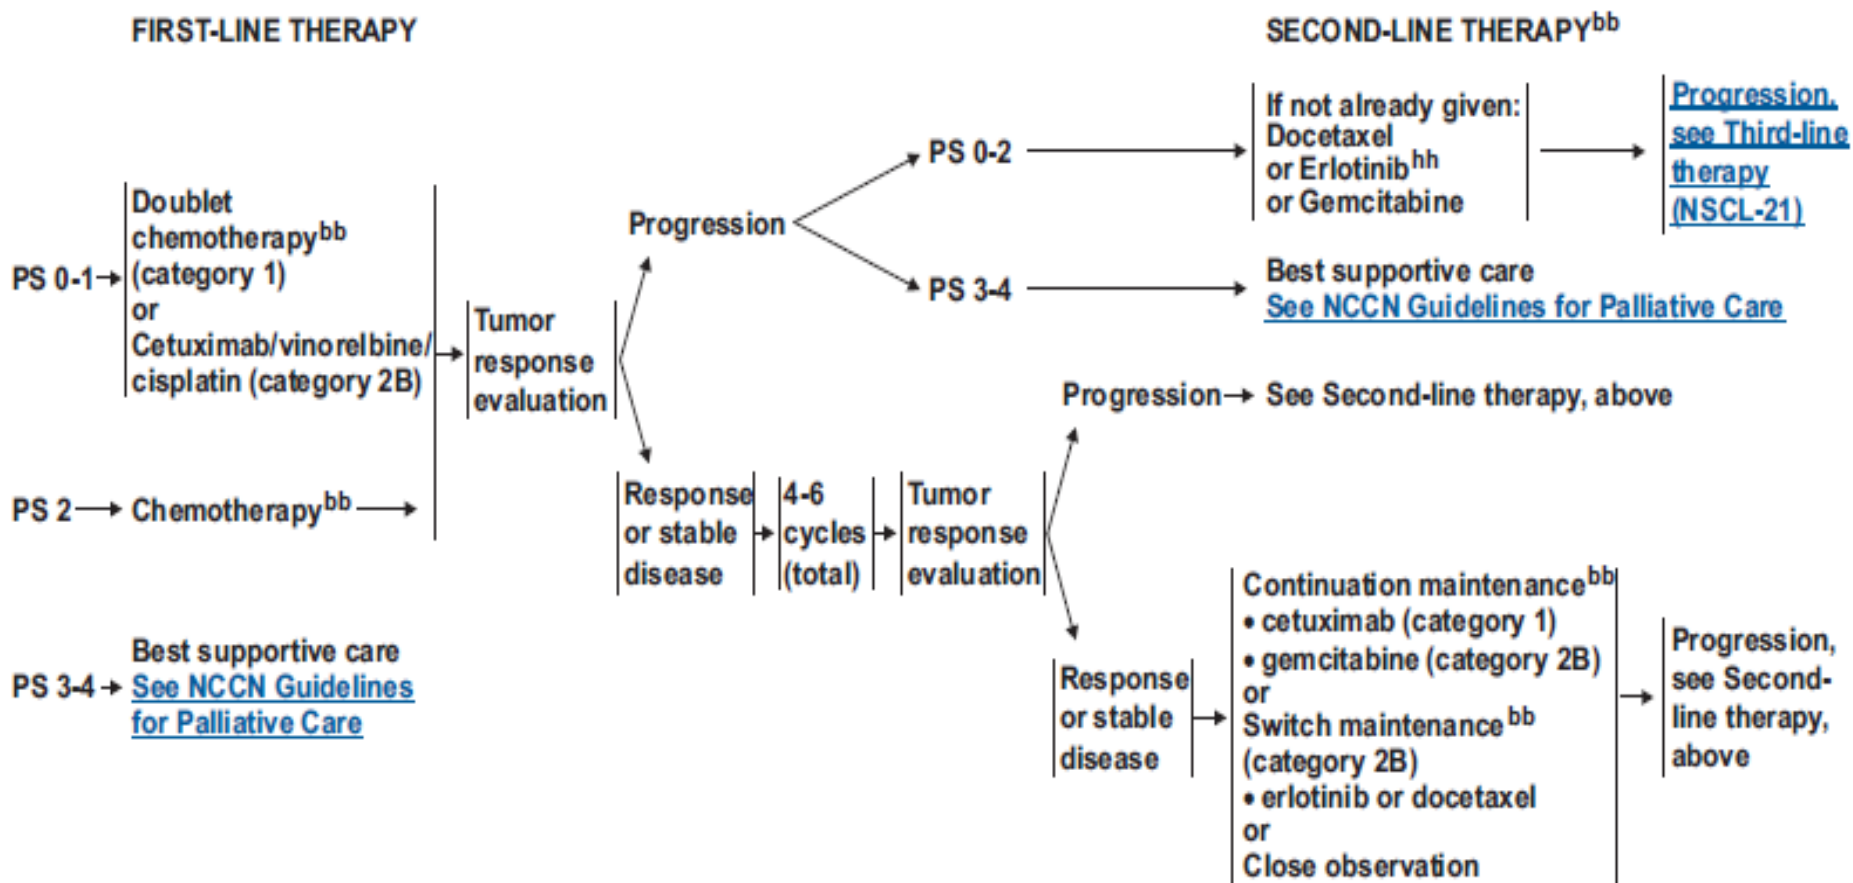 FIRST-LINE THERAPY
SECOND-LINE THERAPYbb
PS 0-1
Doublet
chemotherapybb
(category 1)
or
Cetuximab/vinorelbine/
cisplatin (category 2B)
PS 2
Chemotherapybb
PS 3-4
Best supportive care
See NCCN Guidelines
for Palliative Care
Tumor
response
evaluation
Progression
PS 0-2
If not already given:
Docetaxel
or Erlotinibhh
or Gemcitabine
Progression,
see Third-line
therapy
(NSCL-21)
PS 3-4
Best supportive care
See NCCN Guidelines for Palliative Care
Response
or stable
disease
4-6
cycles
(total)
Tumor
response
evaluation
Progression
See Second-line therapy, above
Response
or stable
disease
Continuation maintenancebb
• cetuximab (category 1)
• gemcitabine (category 2B)
or
Switch maintenancebb
(category 2B)
• erlotinib or docetaxel
or
Close observation
Progression,
see Second-
line therapy,
above